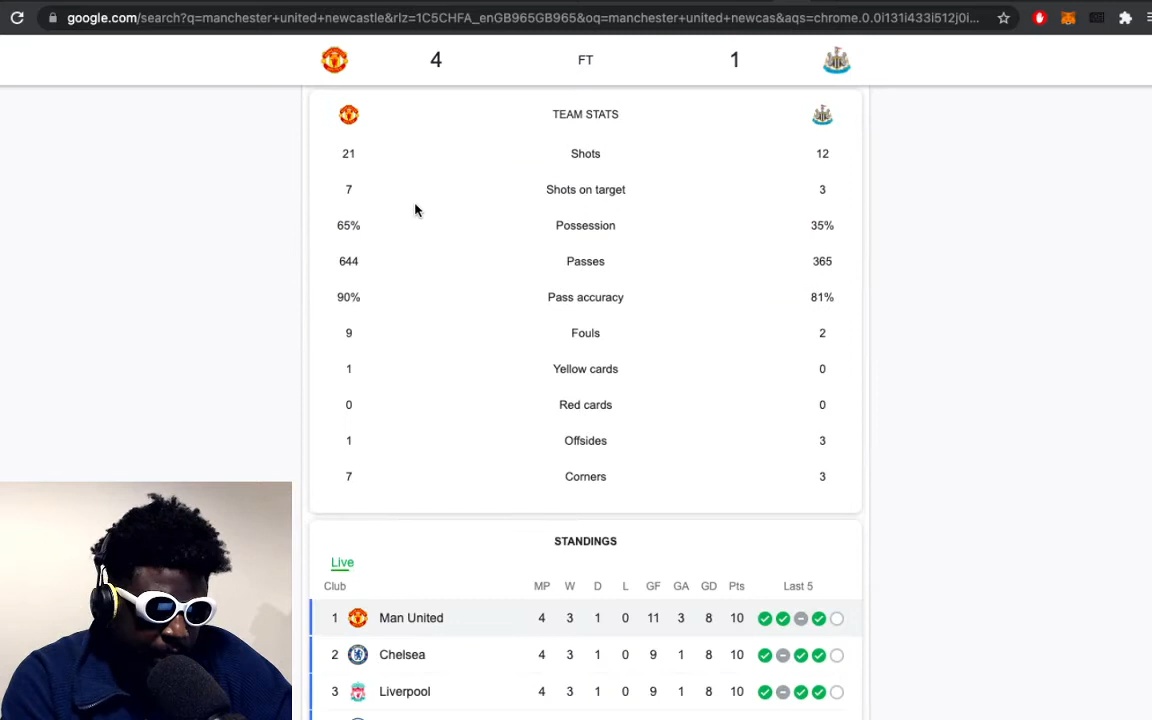 google.com/search?q=manchester+united+newcastle&rlz=1C5CHFA_enGB965GB965&oq=manchester+united+newcas&aqs=chrome.0.0i131i433i512j0i...
4 FT 1
TEAM STATS
21 Shots 12
7 Shots on target 3
65% Possession 35%
644 Passes 365
90% Pass accuracy 81%
9 Fouls 2
1 Yellow cards 0
0 Red cards 0
1 Offsides 3
7 Corners 3
STANDINGS
Live
Club MP W D L GF GA GD Pts Last 5
1 Man United 4 3 1 0 11 3 8 10
2 Chelsea 4 3 1 0 9 1 8 10
3 Liverpool 4 3 1 0 9 1 8 10